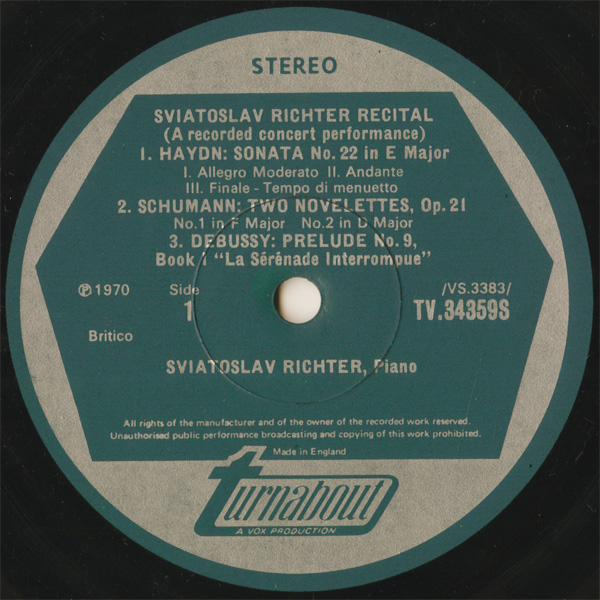 STEREO
SVIATOSLAV RICHTER RECITAL
(A recorded concert performance)
1. HAYDN: SONATA No. 22 in E Major
I. Allegro Moderato II. Andante
III. Finale - Tempo di menuetto
2. SCHUMANN: TWO NOVELETTES, Op. 21
No. 1 in F Major No. 2 in D Major
3. DEBUSSY: PRELUDE No. 9,
Book 1 "La Sérénade Interrompue"
℗ 1970 Side /VS.3383/
1 TV.34359S
Britico
SVIATOSLAV RICHTER, Piano
All rights of the manufacturer and of the owner of the recorded work reserved.
Unauthorised public performance broadcasting and copying of this work prohibited.
Made in England
turnabout
A VOX PRODUCTION